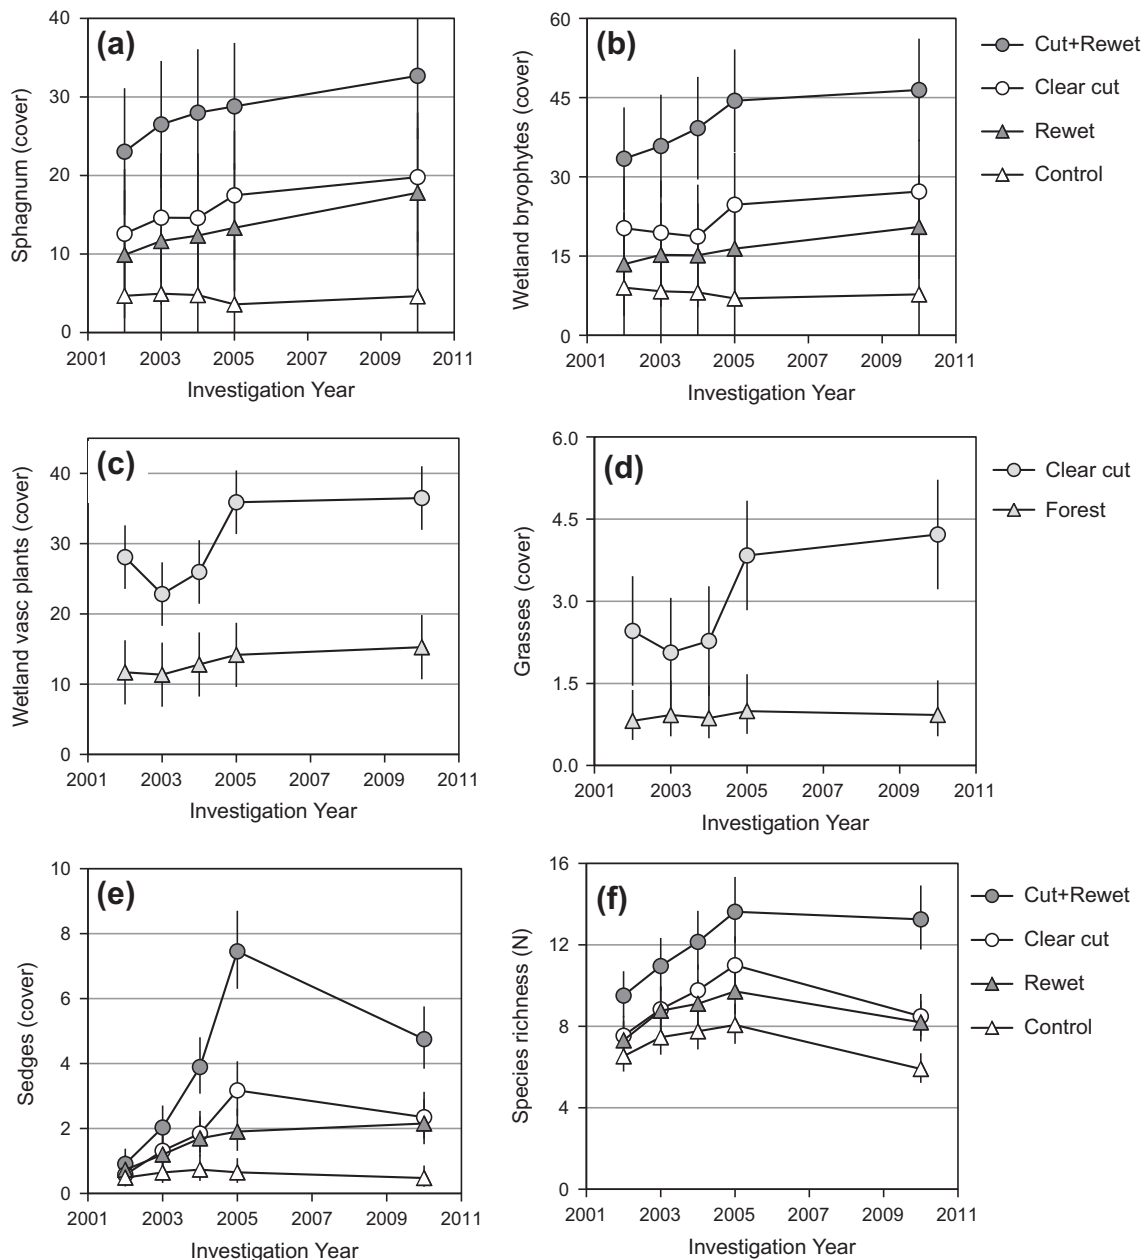 (a)
Sphagnum (cover)
40
30
20
10
0
2001 2003 2005 2007 2009 2011
Investigation Year
(b)
Wetland bryophytes (cover)
60
45
30
15
0
2001 2003 2005 2007 2009 2011
Investigation Year
Cut+Rewet
Clear cut
Rewet
Control
(c)
Wetland vasc plants (cover)
40
30
20
10
0
2001 2003 2005 2007 2009 2011
Investigation Year
(d)
Grasses (cover)
6.0
4.5
3.0
1.5
0.0
2001 2003 2005 2007 2009 2011
Investigation Year
Clear cut
Forest
(e)
Sedges (cover)
10
8
6
4
2
0
2001 2003 2005 2007 2009 2011
Investigation Year
(f)
Species richness (N)
16
12
8
4
0
2001 2003 2005 2007 2009 2011
Investigation Year
Cut+Rewet
Clear cut
Rewet
Control